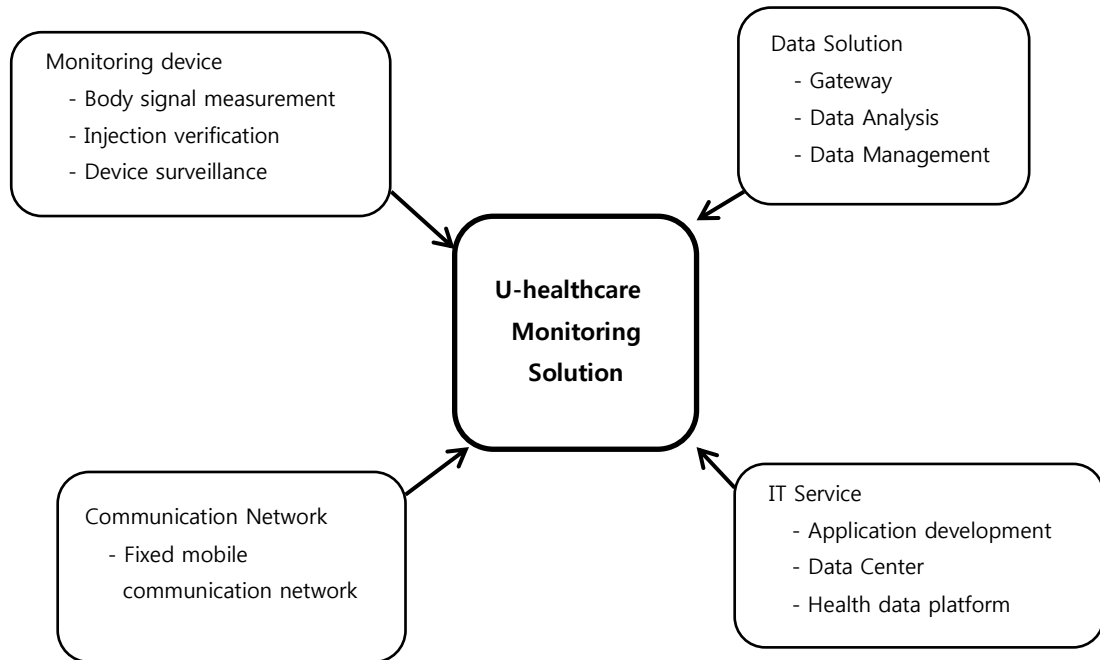 Monitoring device
- Body signal measurement
- Injection verification
- Device surveillance
Data Solution
- Gateway
- Data Analysis
- Data Management
U-healthcare
Monitoring
Solution
Communication Network
- Fixed mobile
communication network
IT Service
- Application development
- Data Center
- Health data platform